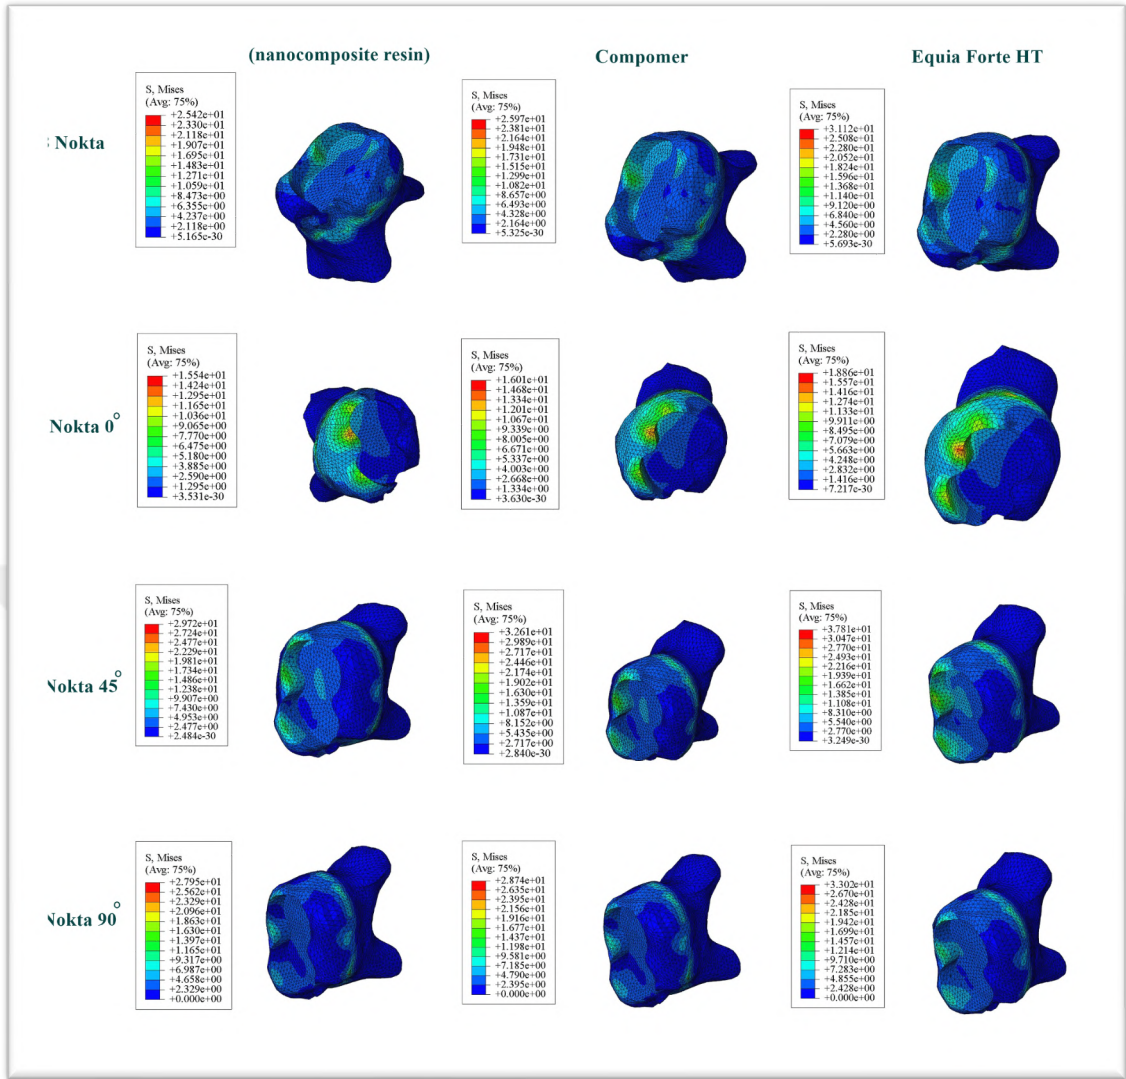 (nanocomposite resin)
Compomer
Equia Forte HT
Nokta
S, Mises
(Avg: 75%)
+2.542e+01
+2.330e+01
+2.118e+01
+1.907e+01
+1.695e+01
+1.483e+01
+1.271e+01
+1.059e+01
+8.473e+00
+6.355e+00
+4.237e+00
+2.118e+00
+5.165e-30
S, Mises
(Avg: 75%)
+2.597e+01
+2.381e+01
+2.164e+01
+1.948e+01
+1.731e+01
+1.515e+01
+1.299e+01
+1.082e+01
+8.657e+00
+6.493e+00
+4.328e+00
+2.164e+00
+5.325e-30
S, Mises
(Avg: 75%)
+3.112e+01
+2.508e+01
+2.280e+01
+2.052e+01
+1.824e+01
+1.596e+01
+1.368e+01
+1.140e+01
+9.120e+00
+6.840e+00
+4.560e+00
+2.280e+00
+5.693e-30
Nokta 0°
S, Mises
(Avg: 75%)
+1.554e+01
+1.424e+01
+1.295e+01
+1.165e+01
+1.036e+01
+9.065e+00
+7.770e+00
+6.475e+00
+5.180e+00
+3.885e+00
+2.590e+00
+1.295e+00
+3.531e-30
S, Mises
(Avg: 75%)
+1.601e+01
+1.468e+01
+1.334e+01
+1.201e+01
+1.067e+01
+9.339e+00
+8.005e+00
+6.671e+00
+5.337e+00
+4.003e+00
+2.668e+00
+1.334e+00
+3.630e-30
S, Mises
(Avg: 75%)
+1.886e+01
+1.557e+01
+1.416e+01
+1.274e+01
+1.133e+01
+9.911e+00
+8.495e+00
+7.079e+00
+5.663e+00
+4.248e+00
+2.832e+00
+1.416e+00
+7.217e-30
Nokta 45°
S, Mises
(Avg: 75%)
+2.972e+01
+2.724e+01
+2.477e+01
+2.229e+01
+1.981e+01
+1.734e+01
+1.486e+01
+1.238e+01
+9.907e+00
+7.430e+00
+4.953e+00
+2.477e+00
+2.484e-30
S, Mises
(Avg: 75%)
+3.261e+01
+2.989e+01
+2.717e+01
+2.446e+01
+2.174e+01
+1.902e+01
+1.630e+01
+1.359e+01
+1.087e+01
+8.152e+00
+5.435e+00
+2.717e+00
+2.840e-30
S, Mises
(Avg: 75%)
+3.781e+01
+3.047e+01
+2.770e+01
+2.493e+01
+2.216e+01
+1.939e+01
+1.662e+01
+1.385e+01
+1.108e+01
+8.310e+00
+5.540e+00
+2.770e+00
+3.249e-30
Nokta 90°
S, Mises
(Avg: 75%)
+2.795e+01
+2.562e+01
+2.329e+01
+2.096e+01
+1.863e+01
+1.630e+01
+1.397e+01
+1.165e+01
+9.317e+00
+6.987e+00
+4.658e+00
+2.329e+00
+0.000e+00
S, Mises
(Avg: 75%)
+2.874e+01
+2.635e+01
+2.395e+01
+2.156e+01
+1.916e+01
+1.677e+01
+1.437e+01
+1.198e+01
+9.581e+00
+7.185e+00
+4.790e+00
+2.395e+00
+0.000e+00
S, Mises
(Avg: 75%)
+3.302e+01
+2.670e+01
+2.428e+01
+2.185e+01
+1.942e+01
+1.699e+01
+1.457e+01
+1.214e+01
+9.710e+00
+7.283e+00
+4.855e+00
+2.428e+00
+0.000e+00